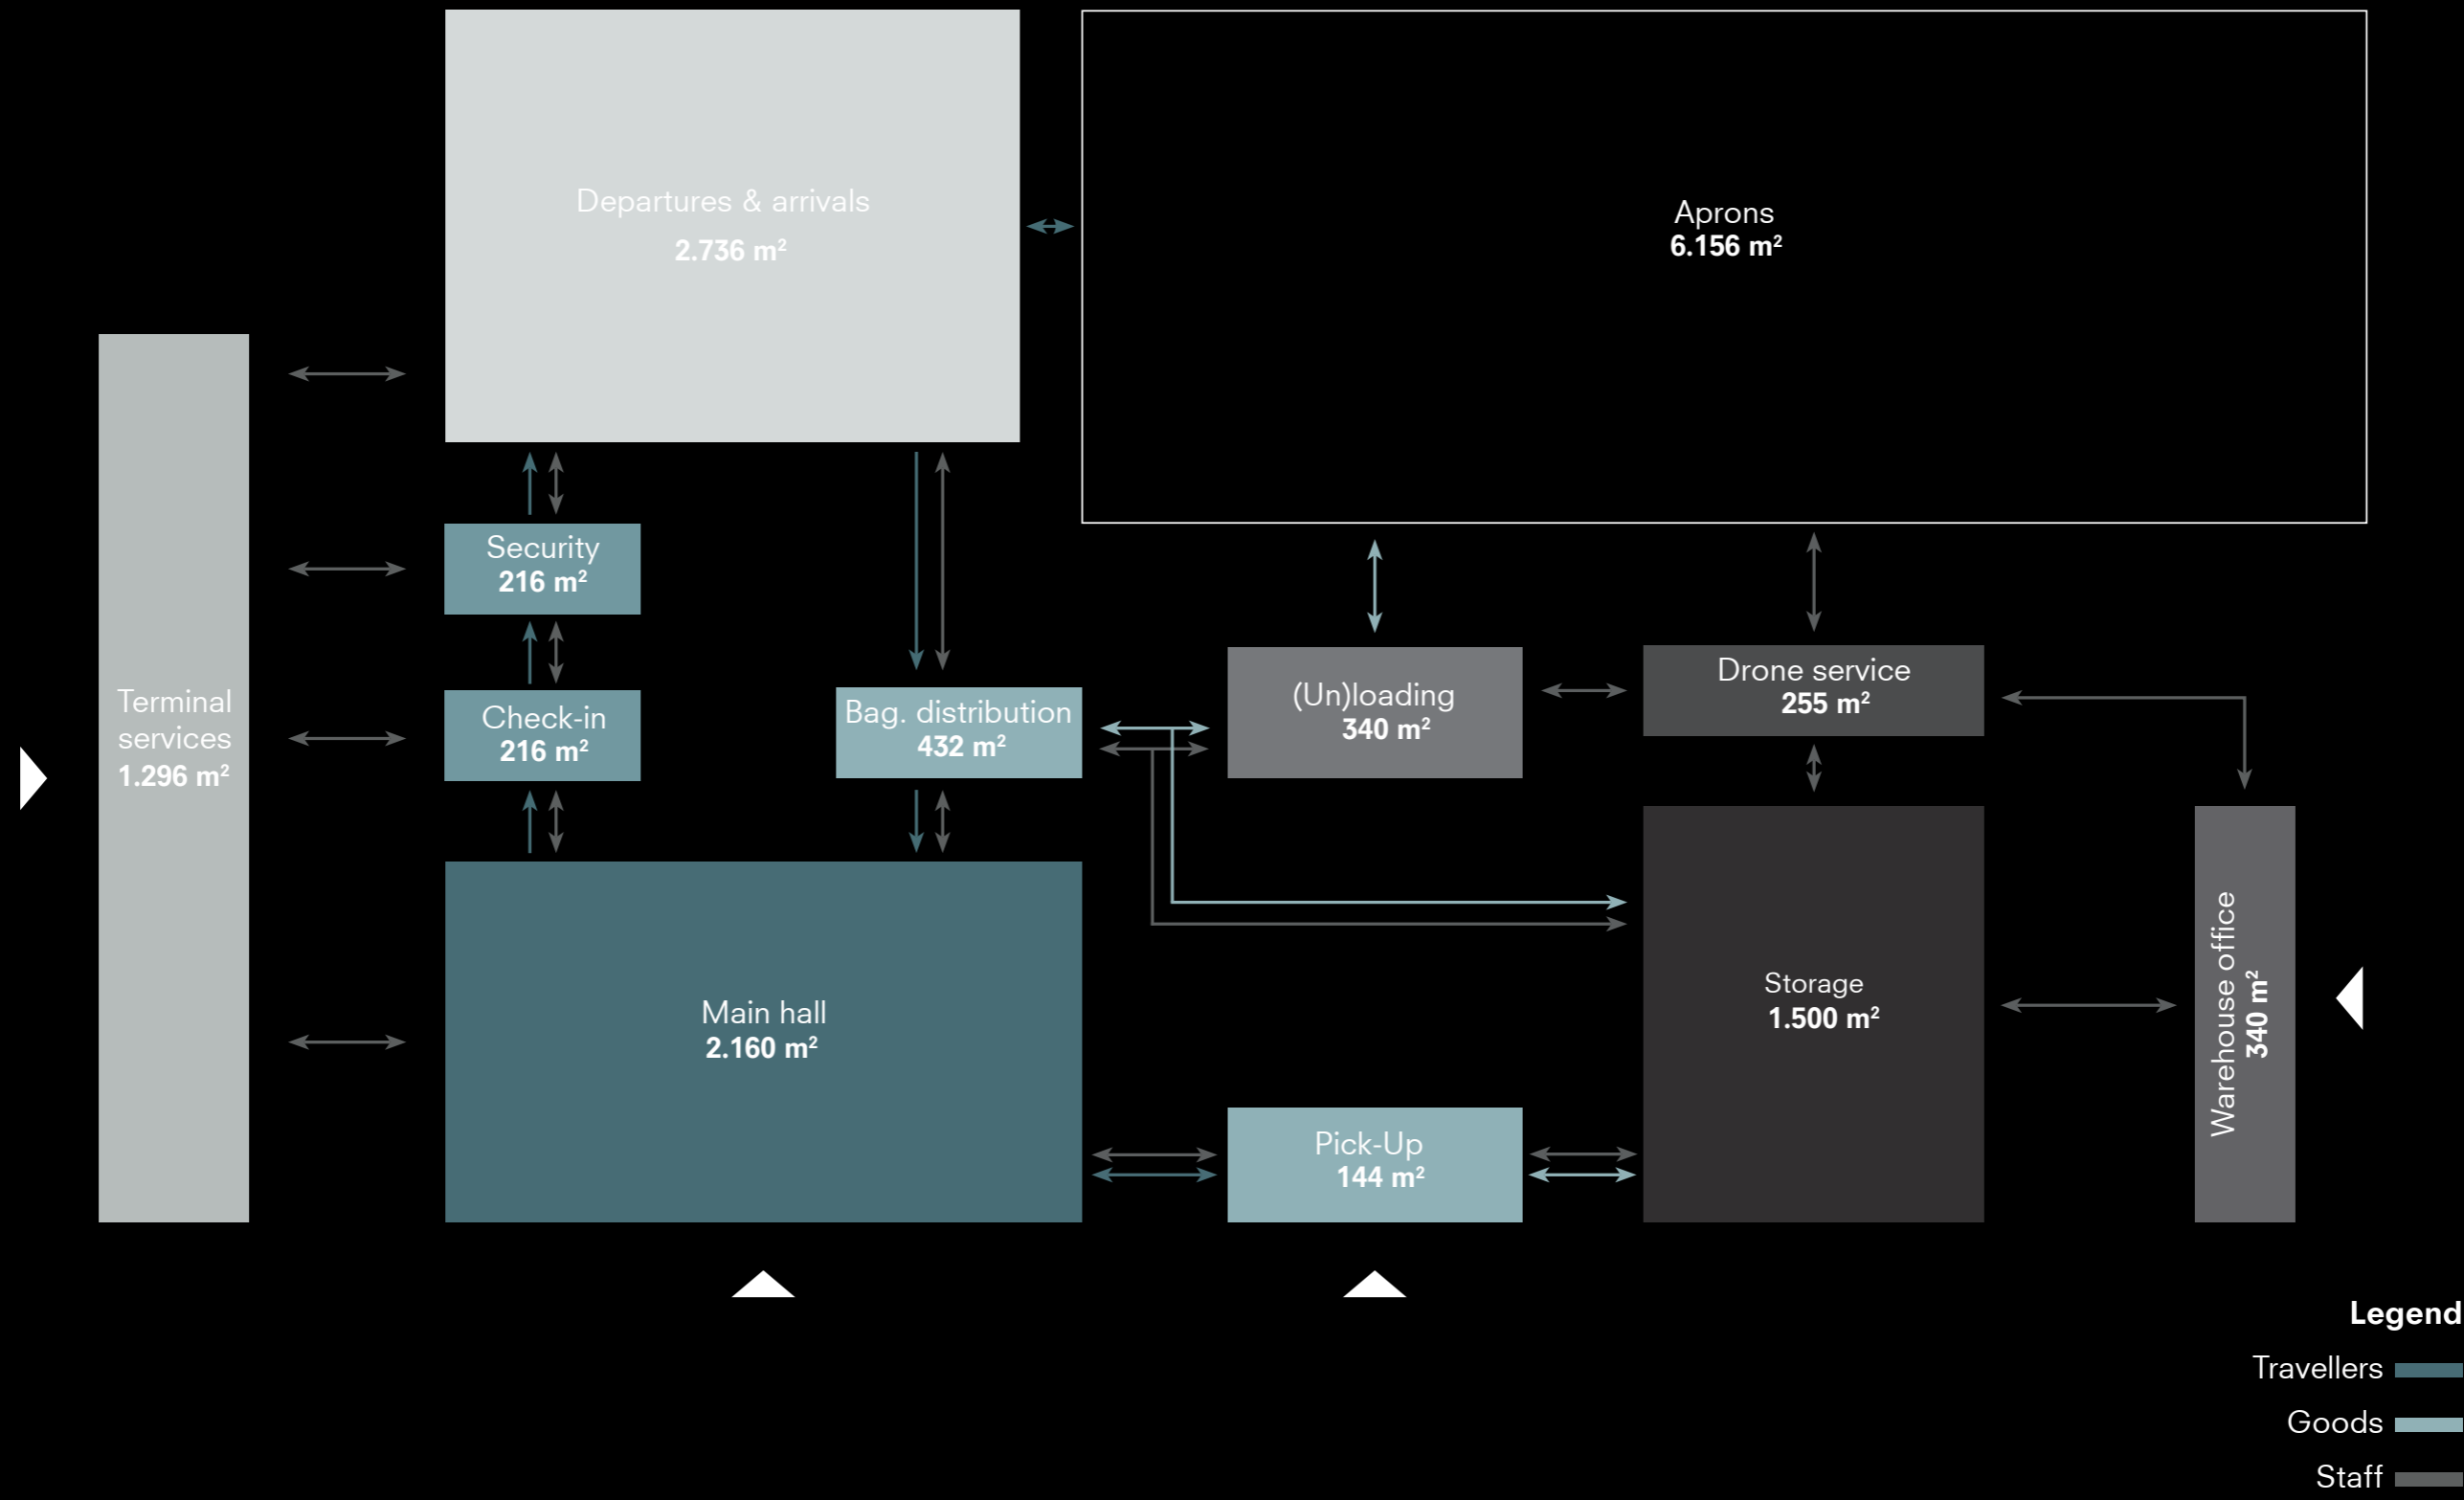 Departures & arrivals
2.736 m²
Aprons
6.156 m²
Security
216 m²
Terminal
services
1.296 m²
Check-in
216 m²
Bag. distribution
432 m²
(Un)loading
340 m²
Drone service
255 m²
Main hall
2.160 m²
Storage
1.500 m²
Warehouse office
340 m²
Pick-Up
144 m²
Legend
Travellers
Goods
Staff